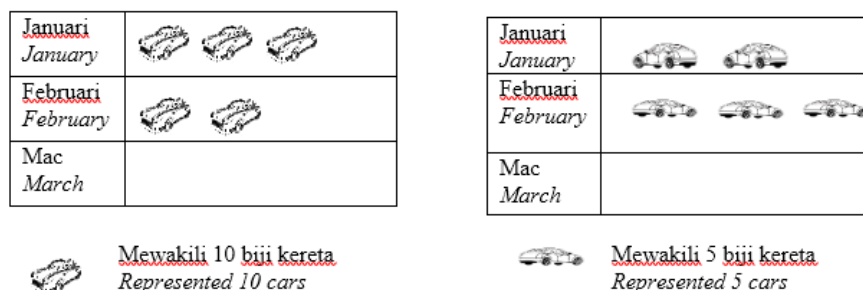 Januari
January
Februari
February
Mac
March
Mewakili 10 biji kereta
Represented 10 cars
Januari
January
Februari
February
Mac
March
Mewakili 5 biji kereta
Represented 5 cars